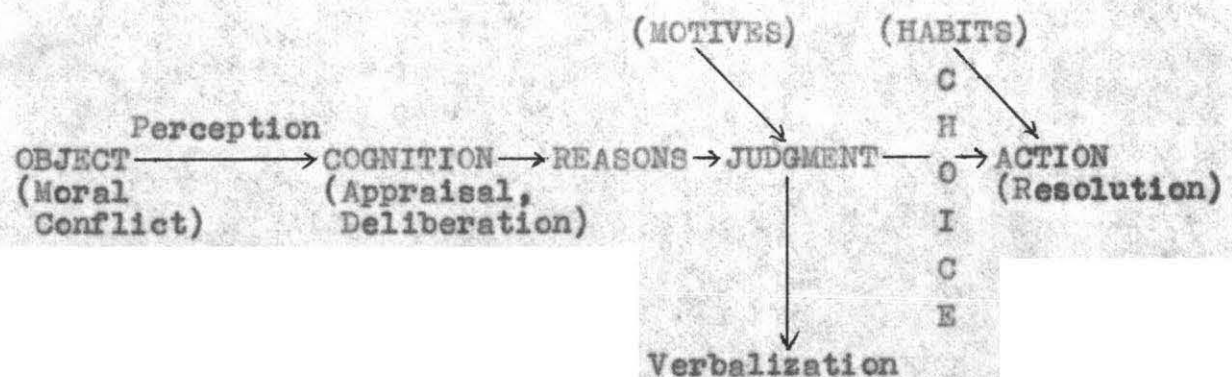 (MOTIVES) (HABITS)
Perception
OBJECT COGNITION REASONS JUDGMENT ACTION
(Moral (Appraisal, (Resolution)
Conflict) Deliberation)
C
H
O
I
C
E
Verbalization